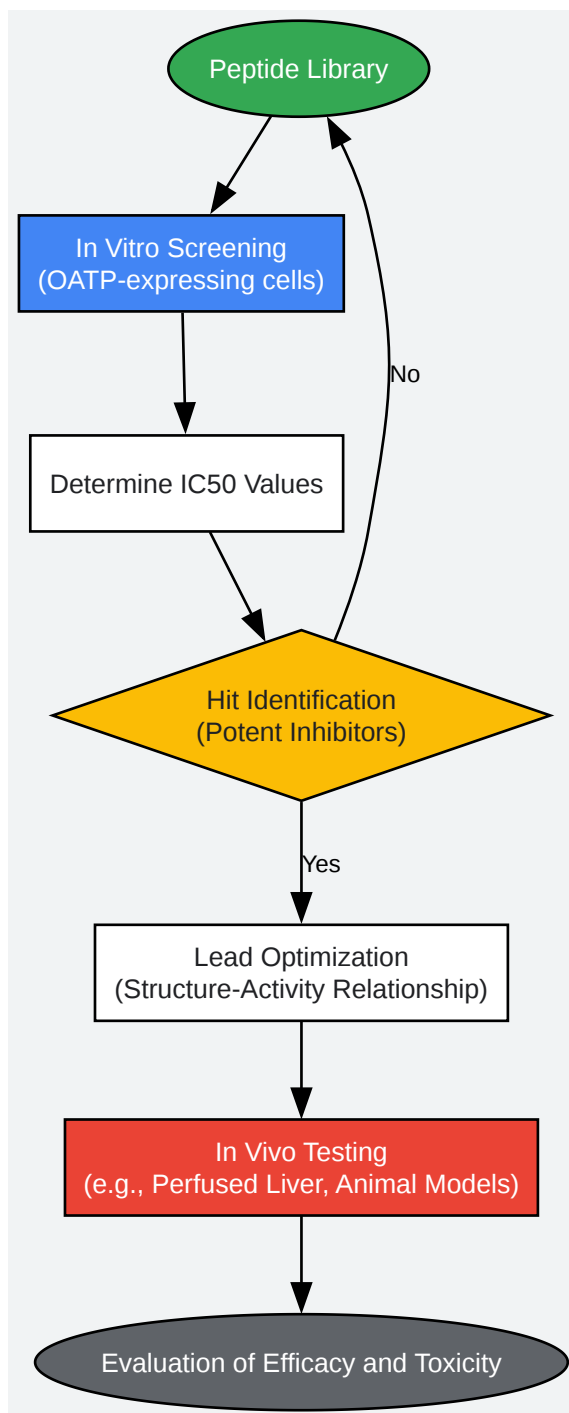 Peptide Library
In Vitro Screening
(OATP-expressing cells)
No
Determine IC50 Values
Hit Identification
(Potent Inhibitors)
Yes
Lead Optimization
(Structure-Activity Relationship)
In Vivo Testing
(e.g., Perfused Liver, Animal Models)
Evaluation of Efficacy and Toxicity